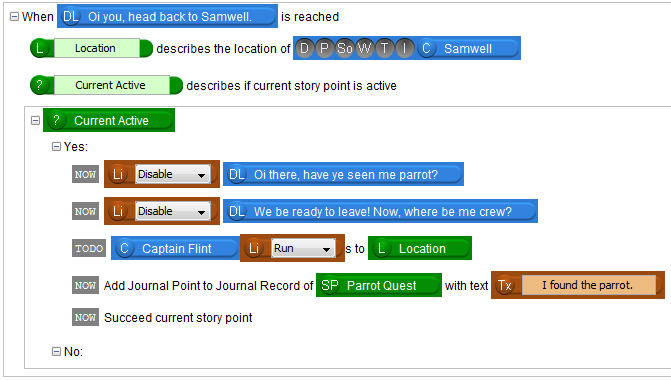 When DL Oi you, head back to Samwell. is reached
L Location describes the location of D P So W T I C Samwell
? Current Active describes if current story point is active
? Current Active
Yes:
NOW Li Disable DL Oi there, have ye seen me parrot?
NOW Li Disable DL We be ready to leave! Now, where be me crew?
TODO C Captain Flint Li Run s to L Location
NOW Add Journal Point to Journal Record of SP Parrot Quest with text Tx I found the parrot.
NOW Succeed current story point
No: